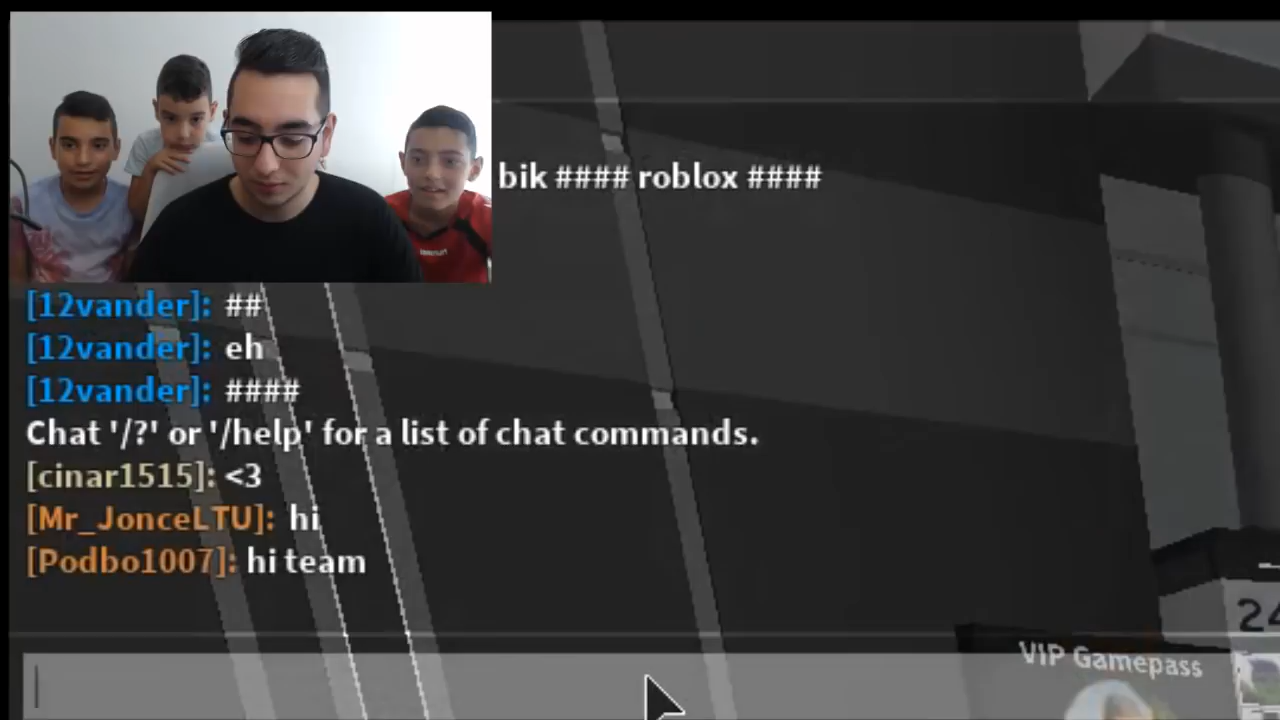 bik #### roblox ####
[12vander]: ##
[12vander]: eh
[12vander]: ####
Chat '/?' or '/help' for a list of chat commands.
[cinar1515]: <3
[Mr_JonceLTU]: hi
[Podbo1007]: hi team
24
VIP Gamepass